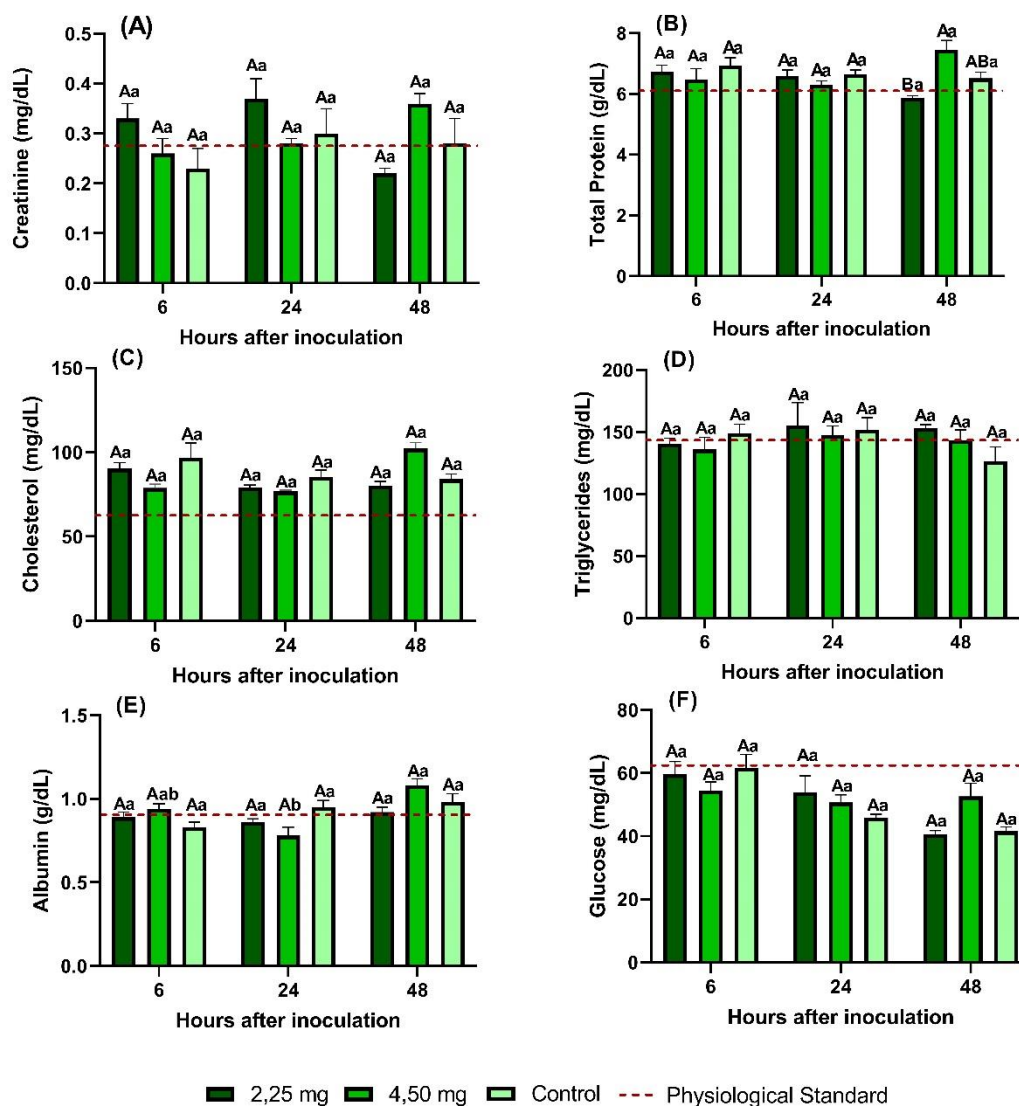 (A)
Creatinine (mg/dL)
0.5
0.4
0.3
0.2
0.1
0.0
Aa Aa Aa Aa Aa Aa Aa Aa Aa
6 24 48
Hours after inoculation
(B)
Total Protein (g/dL)
8
6
4
2
0
Aa Aa Aa Aa Aa Aa Ba Aa ABa
6 24 48
Hours after inoculation
(C)
Cholesterol (mg/dL)
150
100
50
0
Aa Aa Aa Aa Aa Aa Aa Aa Aa
6 24 48
Hours after inoculation
(D)
Triglycerides (mg/dL)
200
150
100
50
0
Aa Aa Aa Aa Aa Aa Aa Aa Aa
6 24 48
Hours after inoculation
(E)
Albumin (g/dL)
1.5
1.0
0.5
0.0
Aa Aab Aa Aa Ab Aa Aa Aa Aa
6 24 48
Hours after inoculation
(F)
Glucose (mg/dL)
80
60
40
20
0
Aa Aa Aa Aa Aa Aa Aa Aa Aa
6 24 48
Hours after inoculation
2,25 mg 4,50 mg Control Physiological Standard